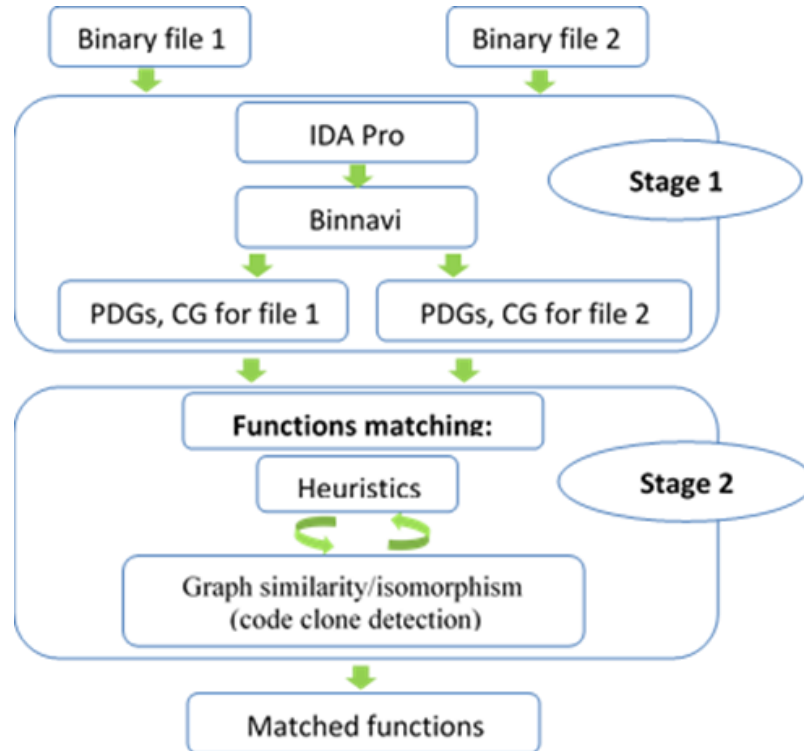 Binary file 1
Binary file 2
IDA Pro
Stage 1
Binnavi
PDGs, CG for file 1
PDGs, CG for file 2
Functions matching:
Heuristics
Stage 2
Graph similarity/isomorphism
(code clone detection)
Matched functions